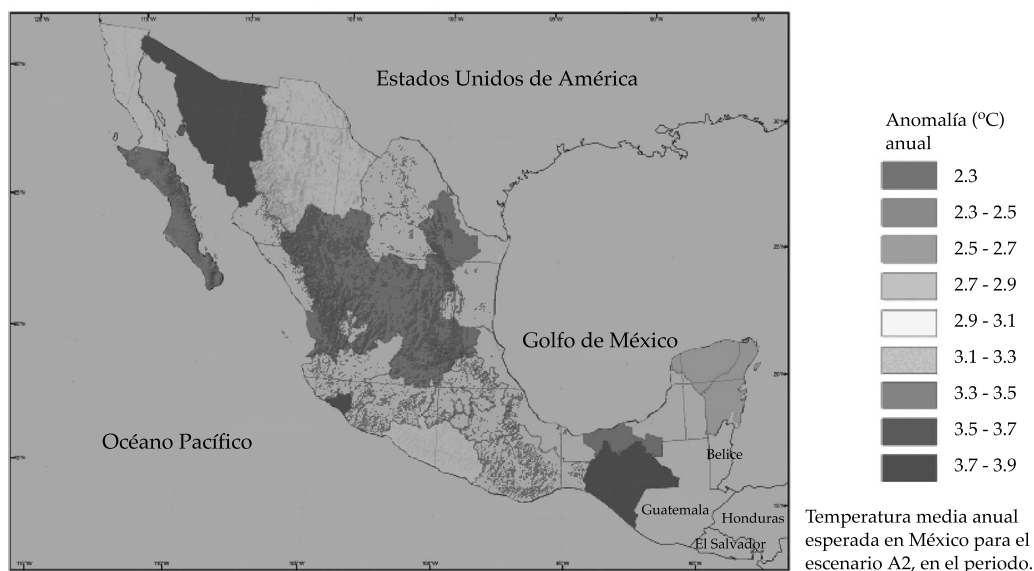 Estados Unidos de América
Golfo de México
Océano Pacífico
Belice
Guatemala
Honduras
El Salvador
Anomalía (ºC)
anual
2.3
2.3 - 2.5
2.5 - 2.7
2.7 - 2.9
2.9 - 3.1
3.1 - 3.3
3.3 - 3.5
3.5 - 3.7
3.7 - 3.9
Temperatura media anual
esperada en México para el
escenario A2, en el periodo.